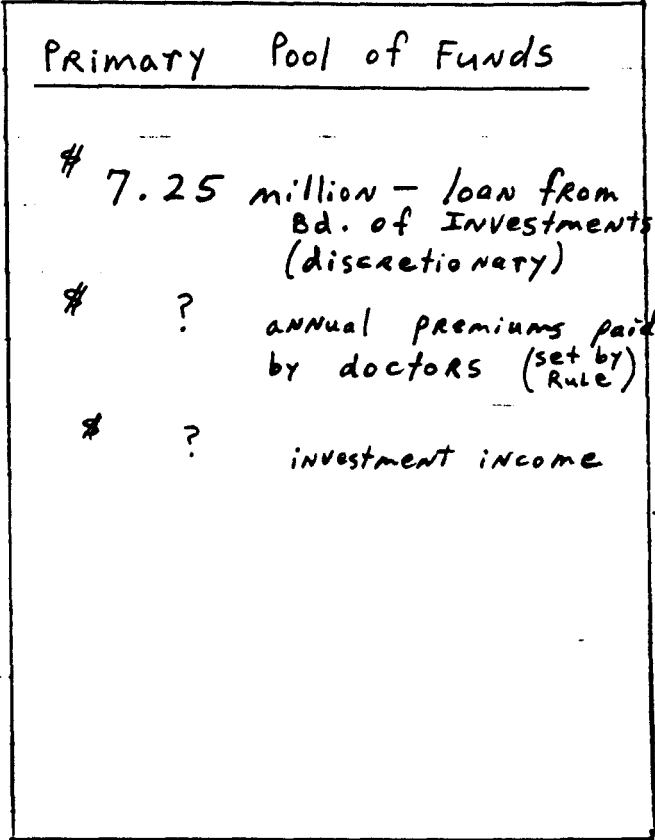 Primary Pool of Funds
$ 7.25 million – loan from
Bd. of Investments
(discretionary)
$ ? annual premiums paid
by doctors (set by
Rule)
$ ? investment income